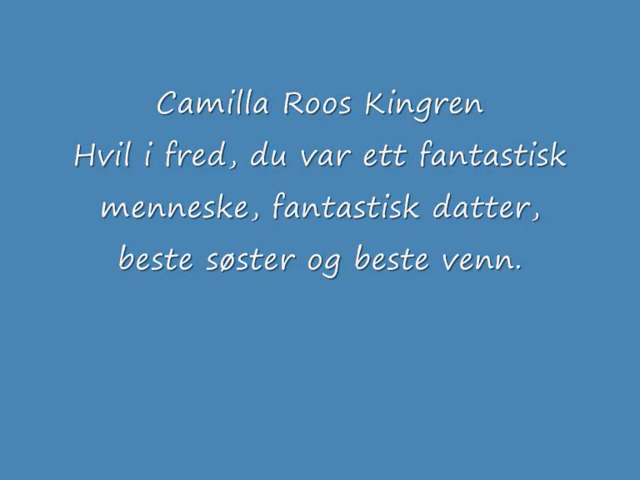 Camilla Roos Kingren
Hvil i fred, du var ett fantastisk
menneske, fantastisk datter,
beste søster og beste venn.